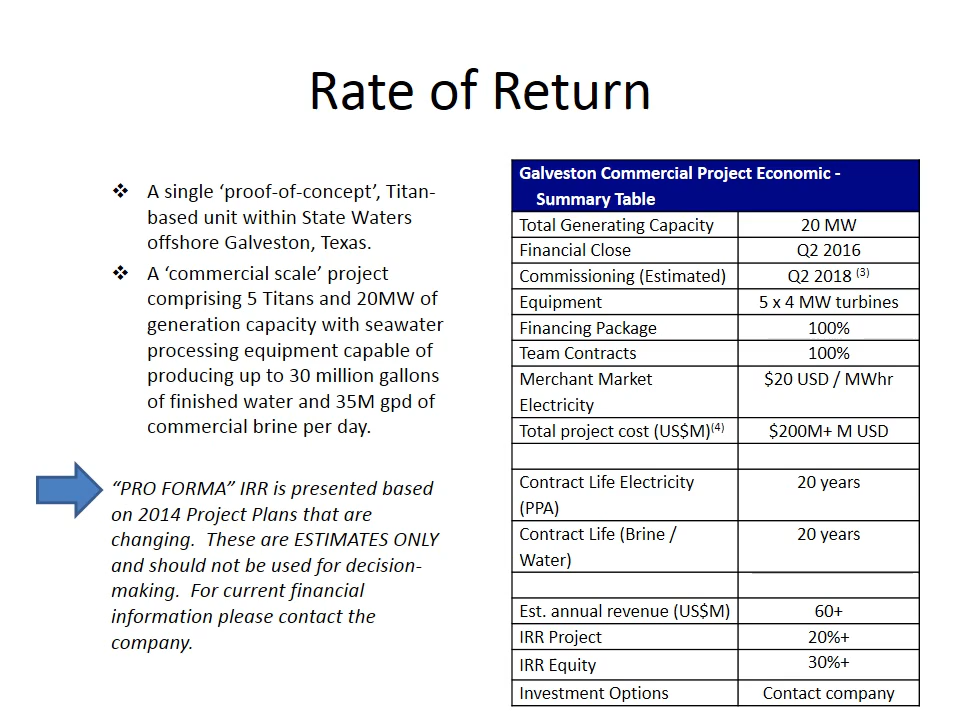 Rate of Return
❖ A single ‘proof-of-concept’, Titan-
based unit within State Waters
offshore Galveston, Texas.
❖ A ‘commercial scale’ project
comprising 5 Titans and 20MW of
generation capacity with seawater
processing equipment capable of
producing up to 30 million gallons
of finished water and 35M gpd of
commercial brine per day.
“PRO FORMA” IRR is presented based
on 2014 Project Plans that are
changing. These are ESTIMATES ONLY
and should not be used for decision-
making. For current financial
information please contact the
company.
Galveston Commercial Project Economic -
Summary Table
Total Generating Capacity 20 MW
Financial Close Q2 2016
Commissioning (Estimated) Q2 2018 (3)
Equipment 5 x 4 MW turbines
Financing Package 100%
Team Contracts 100%
Merchant Market $20 USD / MWhr
Electricity
Total project cost (US$M)(4) $200M+ M USD
Contract Life Electricity 20 years
(PPA)
Contract Life (Brine / 20 years
Water)
Est. annual revenue (US$M) 60+
IRR Project 20%+
IRR Equity 30%+
Investment Options Contact company